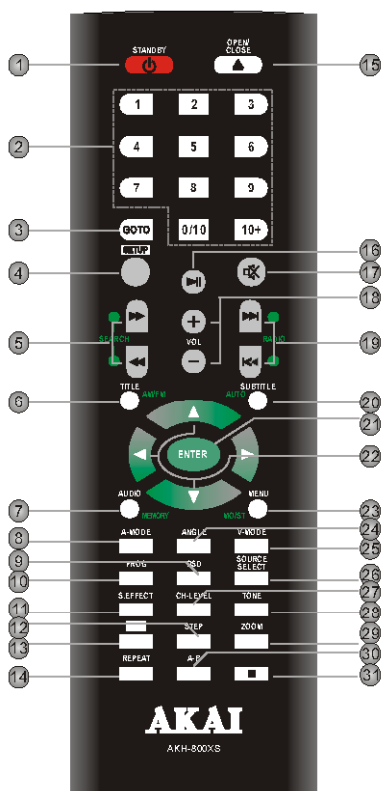 STANDBY
OPEN/
CLOSE
1
15
1 2 3
2
4 5 6
7 8 9
3
GOTO 0/10 10+
SETUP
16
4
17
18
+
VOL
−
5
SEARCH
RADIO
19
TITLE
AM/FM
AUTO
SUBTITLE
6
20
21
ENTER
22
AUDIO
MEMORY
MO/ST
MENU
7
23
24
A-MODE ANGLE V-MODE
8
25
9
PROG OSD SOURCE
SELECT
10
26
27
S.EFFECT CH-LEVEL TONE
11
28
12
STEP ZOOM
13
29
30
REPEAT A-B
14
31
AKAI
AKH-800XS